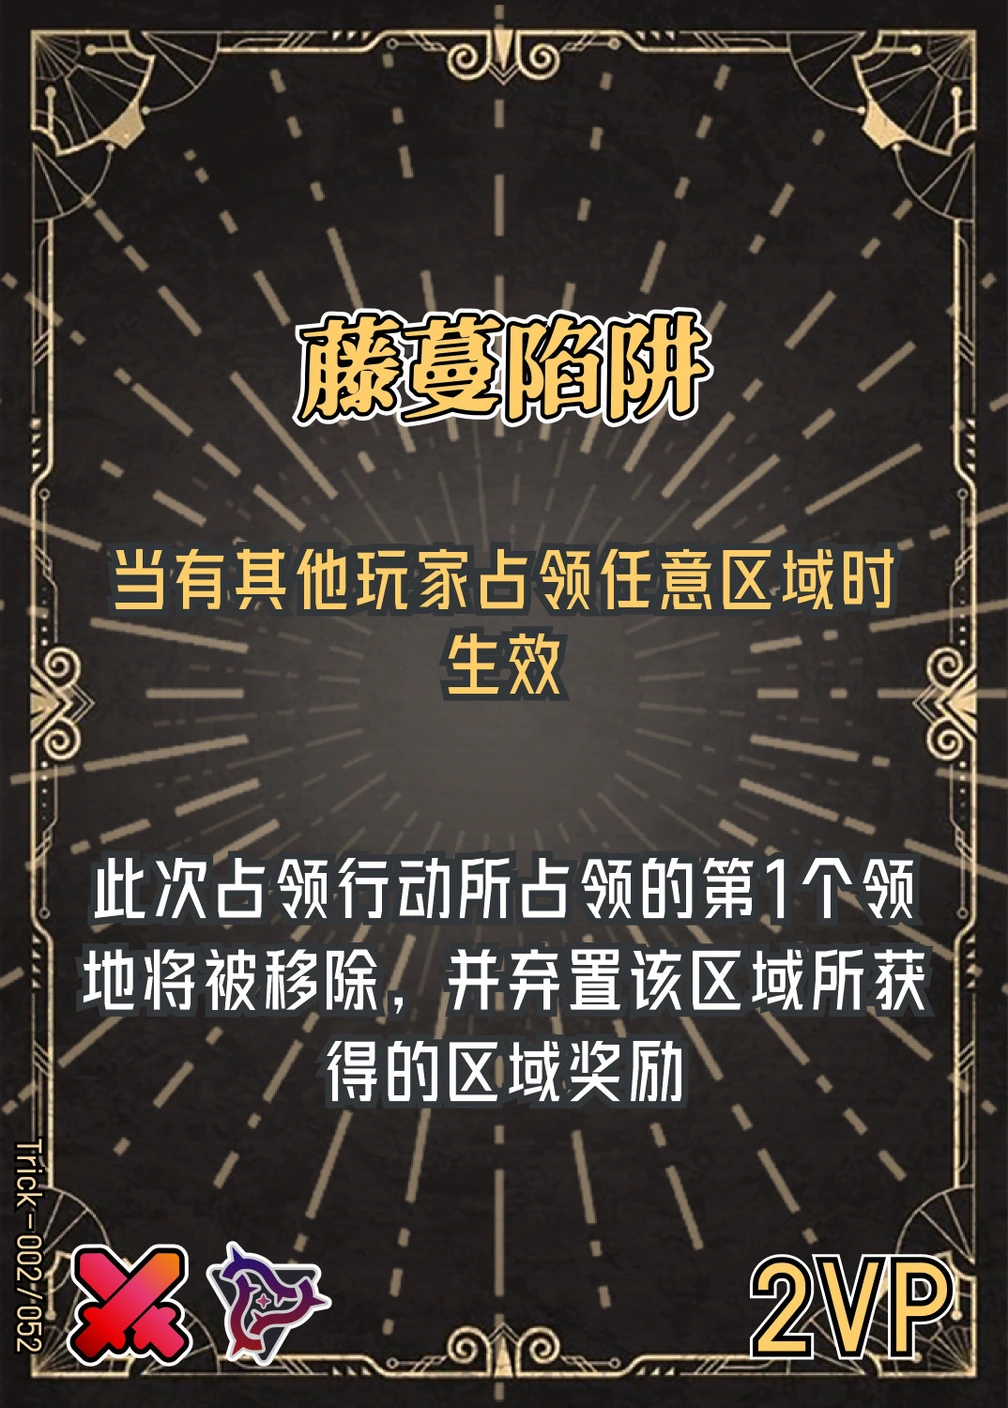 藤蔓陷阱
当有其他玩家占领任意区域时
生效
此次占领行动所占领的第1个领
地将被移除，并弃置该区域所获
得的区域奖励
Trick-002/052
2VP